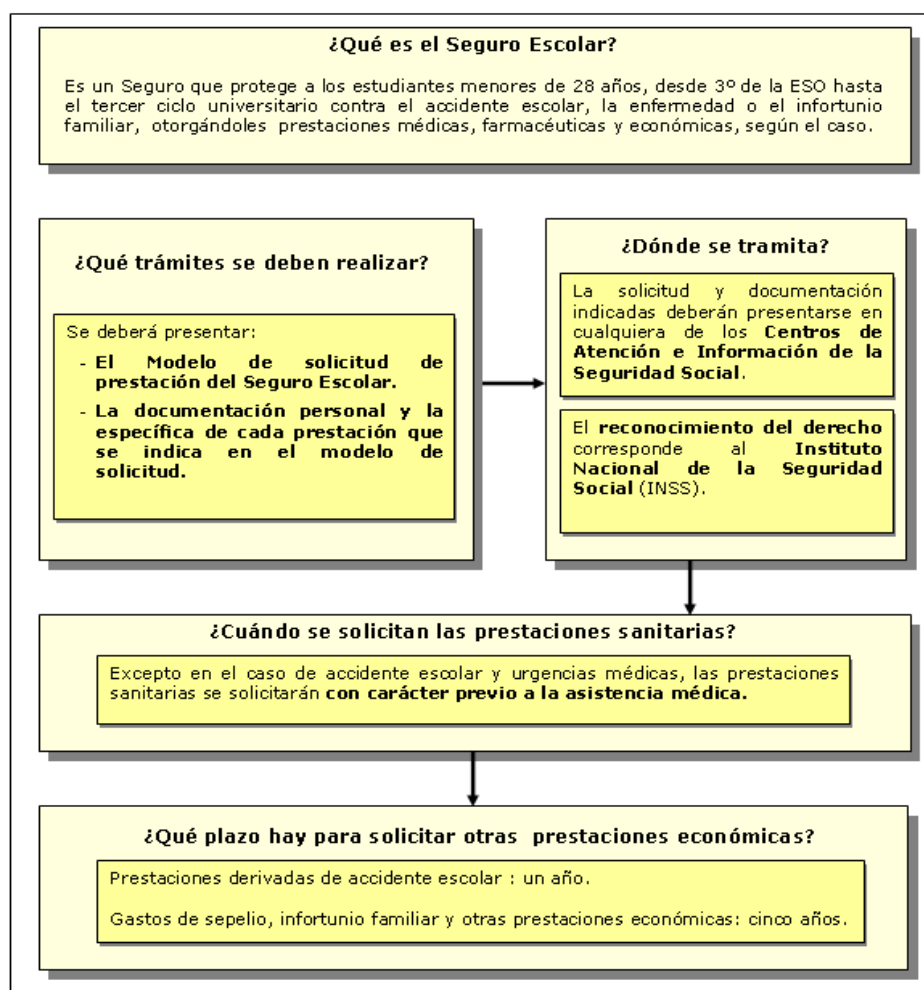 ¿Qué es el Seguro Escolar?
Es un Seguro que protege a los estudiantes menores de 28 años, desde 3º de la ESO hasta
el tercer ciclo universitario contra el accidente escolar, la enfermedad o el infortunio
familiar, otorgándoles prestaciones médicas, farmacéuticas y económicas, según el caso.
¿Qué trámites se deben realizar?
Se deberá presentar:
- El Modelo de solicitud de
prestación del Seguro Escolar.
- La documentación personal y la
específica de cada prestación que
se indica en el modelo de
solicitud.
¿Dónde se tramita?
La solicitud y documentación
indicadas deberán presentarse en
cualquiera de los Centros de
Atención e Información de la
Seguridad Social.
El reconocimiento del derecho
corresponde al Instituto
Nacional de la Seguridad
Social (INSS).
¿Cuándo se solicitan las prestaciones sanitarias?
Excepto en el caso de accidente escolar y urgencias médicas, las prestaciones
sanitarias se solicitarán con carácter previo a la asistencia médica.
¿Qué plazo hay para solicitar otras prestaciones económicas?
Prestaciones derivadas de accidente escolar : un año.
Gastos de sepelio, infortunio familiar y otras prestaciones económicas: cinco años.